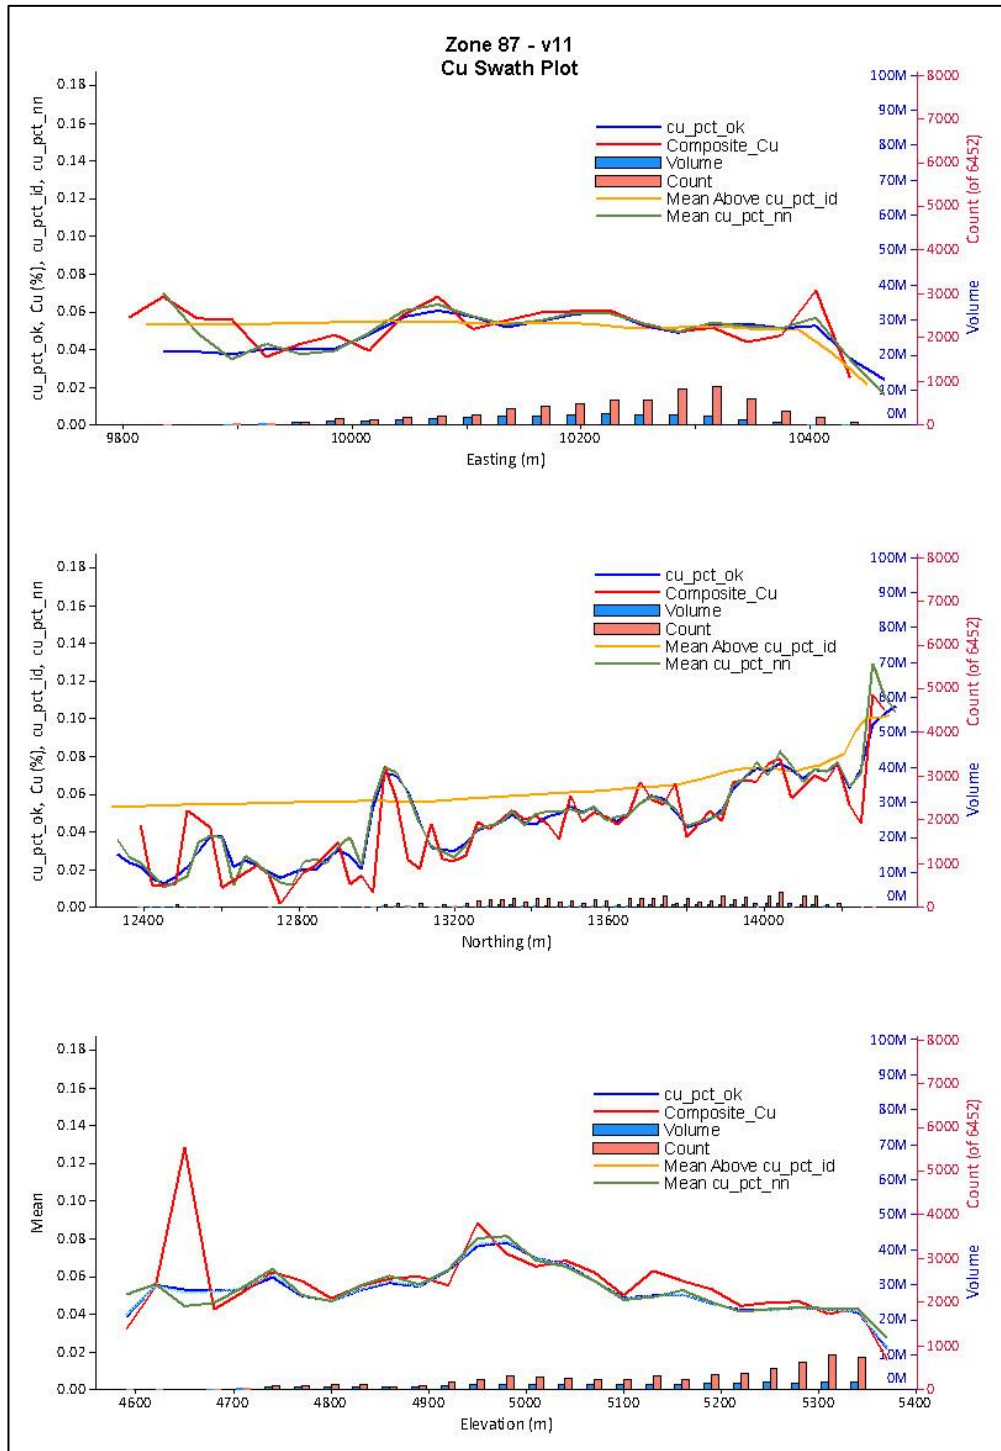 Zone 87 - v11
Cu Swath Plot
cu_pct_ok, Cu (%), cu_pct_id, cu_pct_nn
0.18
0.16
0.14
0.12
0.10
0.08
0.06
0.04
0.02
0.00
cu_pct_ok
Composite_Cu
Volume
Count
Mean Above cu_pct_id
Mean cu_pct_nn
100M
90M
80M
70M
60M
50M
40M
30M
20M
10M
0M
Volume
8000
7000
6000
5000
4000
3000
2000
1000
0
Count (of 6452)
9800
10000
10200
10400
Easting (m)
cu_pct_ok, Cu (%), cu_pct_id, cu_pct_nn
0.18
0.16
0.14
0.12
0.10
0.08
0.06
0.04
0.02
0.00
cu_pct_ok
Composite_Cu
Volume
Count
Mean Above cu_pct_id
Mean cu_pct_nn
100M
90M
80M
70M
60M
50M
40M
30M
20M
10M
0M
Volume
8000
7000
6000
5000
4000
3000
2000
1000
0
Count (of 6452)
12400
12800
13200
13600
14000
Northing (m)
Mean
0.18
0.16
0.14
0.12
0.10
0.08
0.06
0.04
0.02
0.00
cu_pct_ok
Composite_Cu
Volume
Count
Mean Above cu_pct_id
Mean cu_pct_nn
100M
90M
80M
70M
60M
50M
40M
30M
20M
10M
0M
Volume
8000
7000
6000
5000
4000
3000
2000
1000
0
Count (of 6452)
4600
4700
4800
4900
5000
5100
5200
5300
5400
Elevation (m)